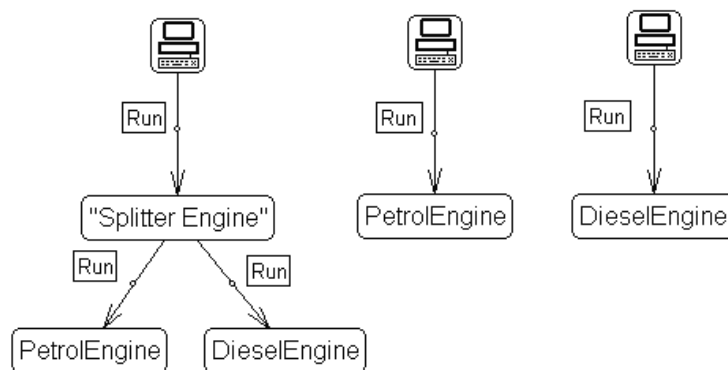 Run
Run
Run
"Splitter Engine"
PetrolEngine
DieselEngine
Run
Run
PetrolEngine
DieselEngine